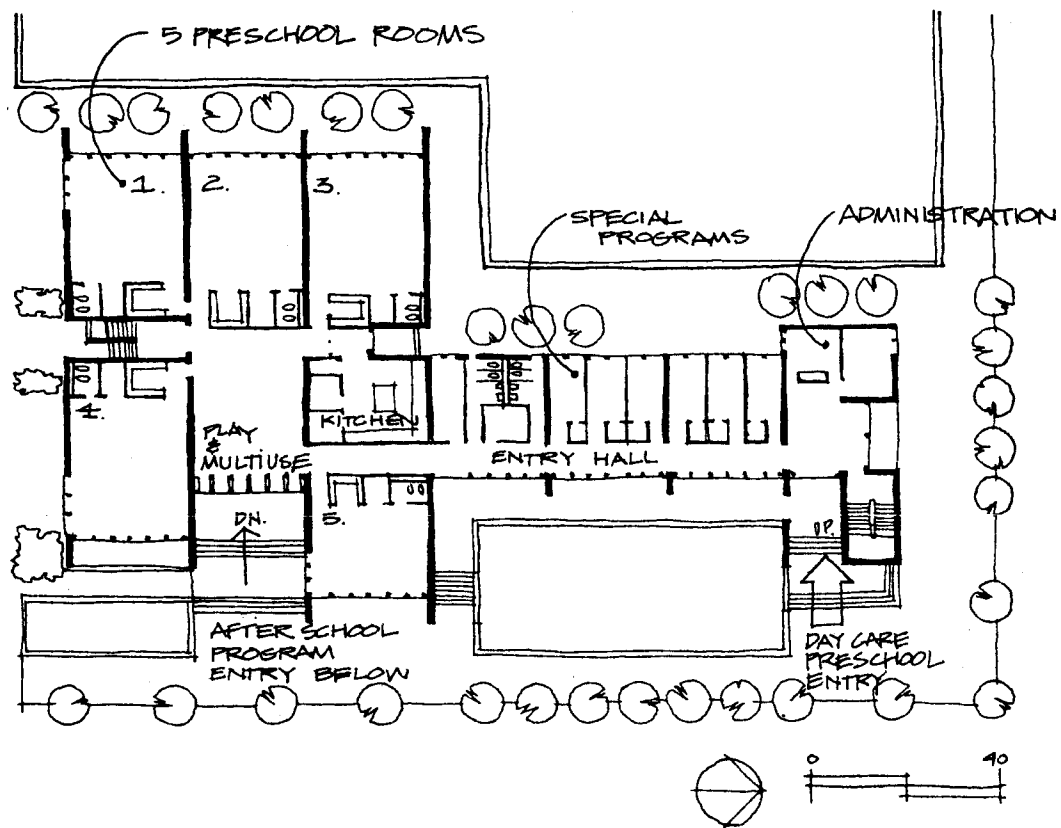 5 PRESCHOOL ROOMS
1.
2.
3.
SPECIAL
PROGRAMS
ADMINISTRATION
4.
PLAY
&
MULTIUSE
KITCHEN
ENTRY HALL
5.
DN.
UP.
AFTER SCHOOL
PROGRAM
ENTRY BELOW
DAY CARE
PRESCHOOL
ENTRY
0 40